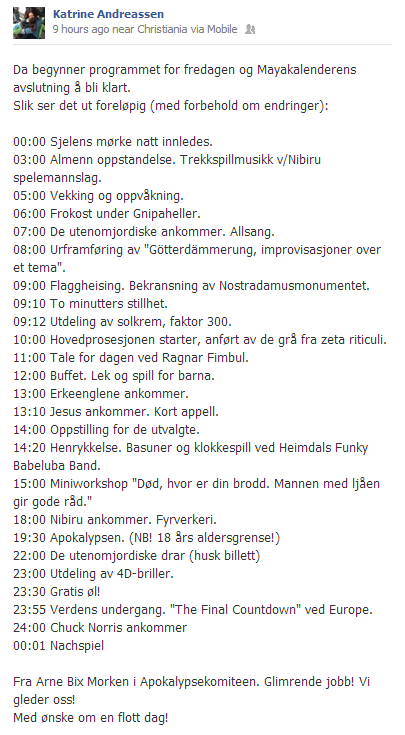 Katrine Andreassen
9 hours ago near Christiania via Mobile
Da begynner programmet for fredagen og Mayakalenderens
avslutning å bli klart.
Slik ser det ut foreløpig (med forbehold om endringer):
00:00 Sjelens mørke natt innledes.
03:00 Almenn oppstandelse. Trekkspillmusikk v/Nibiru
spelemannslag.
05:00 Vekking og oppvåkning.
06:00 Frokost under Gnipaheller.
07:00 De utenomjordiske ankommer. Allsang.
08:00 Urframføring av "Götterdämmerung, improvisasjoner over
et tema".
09:00 Flaggheising. Bekransning av Nostradamusmonumentet.
09:10 To minutters stillhet.
09:12 Utdeling av solkrem, faktor 300.
10:00 Hovedprosesjonen starter, anført av de grå fra zeta riticuli.
11:00 Tale for dagen ved Ragnar Fimbul.
12:00 Buffet. Lek og spill for barna.
13:00 Erkeenglene ankommer.
13:10 Jesus ankommer. Kort appell.
14:00 Oppstilling for de utvalgte.
14:20 Henrykkelse. Basuner og klokkespill ved Heimdals Funky
Babeluba Band.
15:00 Miniworkshop "Død, hvor er din brodd. Mannen med ljåen
gir gode råd."
18:00 Nibiru ankommer. Fyrverkeri.
19:30 Apokalypsen. (NB! 18 års aldersgrense!)
22:00 De utenomjordiske drar (husk billett)
23:00 Utdeling av 4D-briller.
23:30 Gratis øl!
23:55 Verdens undergang. "The Final Countdown" ved Europe.
24:00 Chuck Norris ankommer
00:01 Nachspiel
Fra Arne Bix Morken i Apokalypsekomiteen. Glimrende jobb! Vi
gleder oss!
Med ønske om en flott dag!